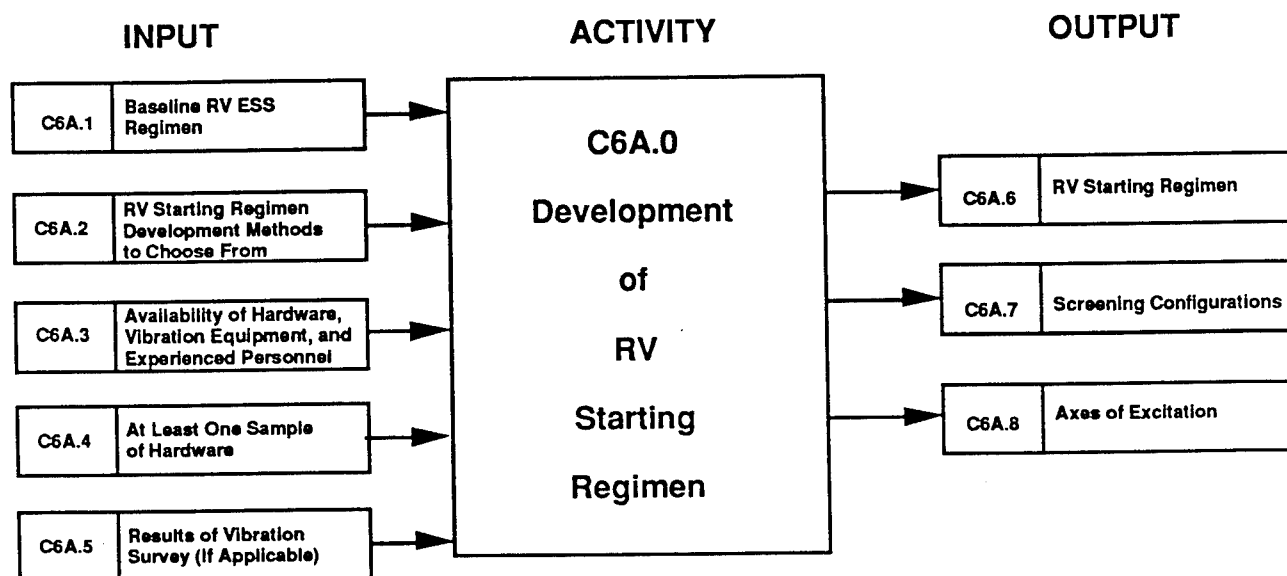 INPUT
ACTIVITY
OUTPUT
C6A.1
Baseline RV ESS
Regimen
C6A.2
RV Starting Regimen
Development Methods
to Choose From
C6A.3
Availability of Hardware,
Vibration Equipment, and
Experienced Personnel
C6A.4
At Least One Sample
of Hardware
C6A.5
Results of Vibration
Survey (If Applicable)
C6A.0
Development
of
RV
Starting
Regimen
C6A.6
RV Starting Regimen
C6A.7
Screening Configurations
C6A.8
Axes of Excitation